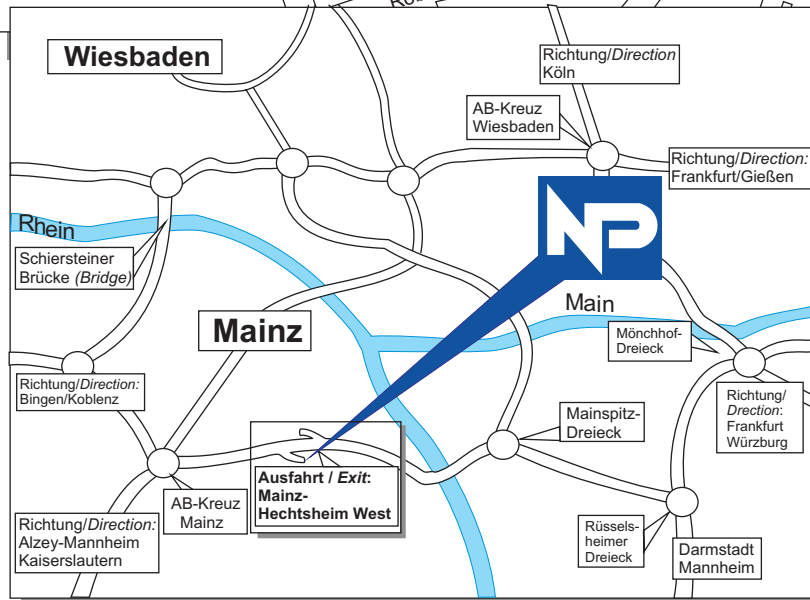 Wiesbaden
Richtung/Direction
Köln
AB-Kreuz
Wiesbaden
Richtung/Direction:
Frankfurt/Gießen
NP
Rhein
Schiersteiner
Brücke (Bridge)
Main
Mainz
Mönchhof-
Dreieck
Richtung/Direction:
Bingen/Koblenz
Richtung/
Drection:
Frankfurt
Würzburg
Mainspitz-
Dreieck
Ausfahrt / Exit:
Mainz-
Hechtsheim West
AB-Kreuz
Mainz
Richtung/Direction:
Alzey-Mannheim
Kaiserslautern
Rüssels-
heimer
Dreieck
Darmstadt
Mannheim